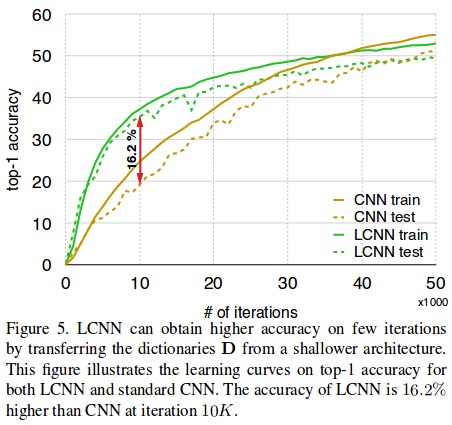 60
50
40
30
20
10
0
top-1 accuracy
16.2 %
CNN train
CNN test
LCNN train
LCNN test
0 10 20 30 40 50
x1000
# of iterations
Figure 5. LCNN can obtain higher accuracy on few iterations
by transferring the dictionaries D from a shallower architecture.
This figure illustrates the learning curves on top-1 accuracy for
both LCNN and standard CNN. The accuracy of LCNN is 16.2%
higher than CNN at iteration 10K.